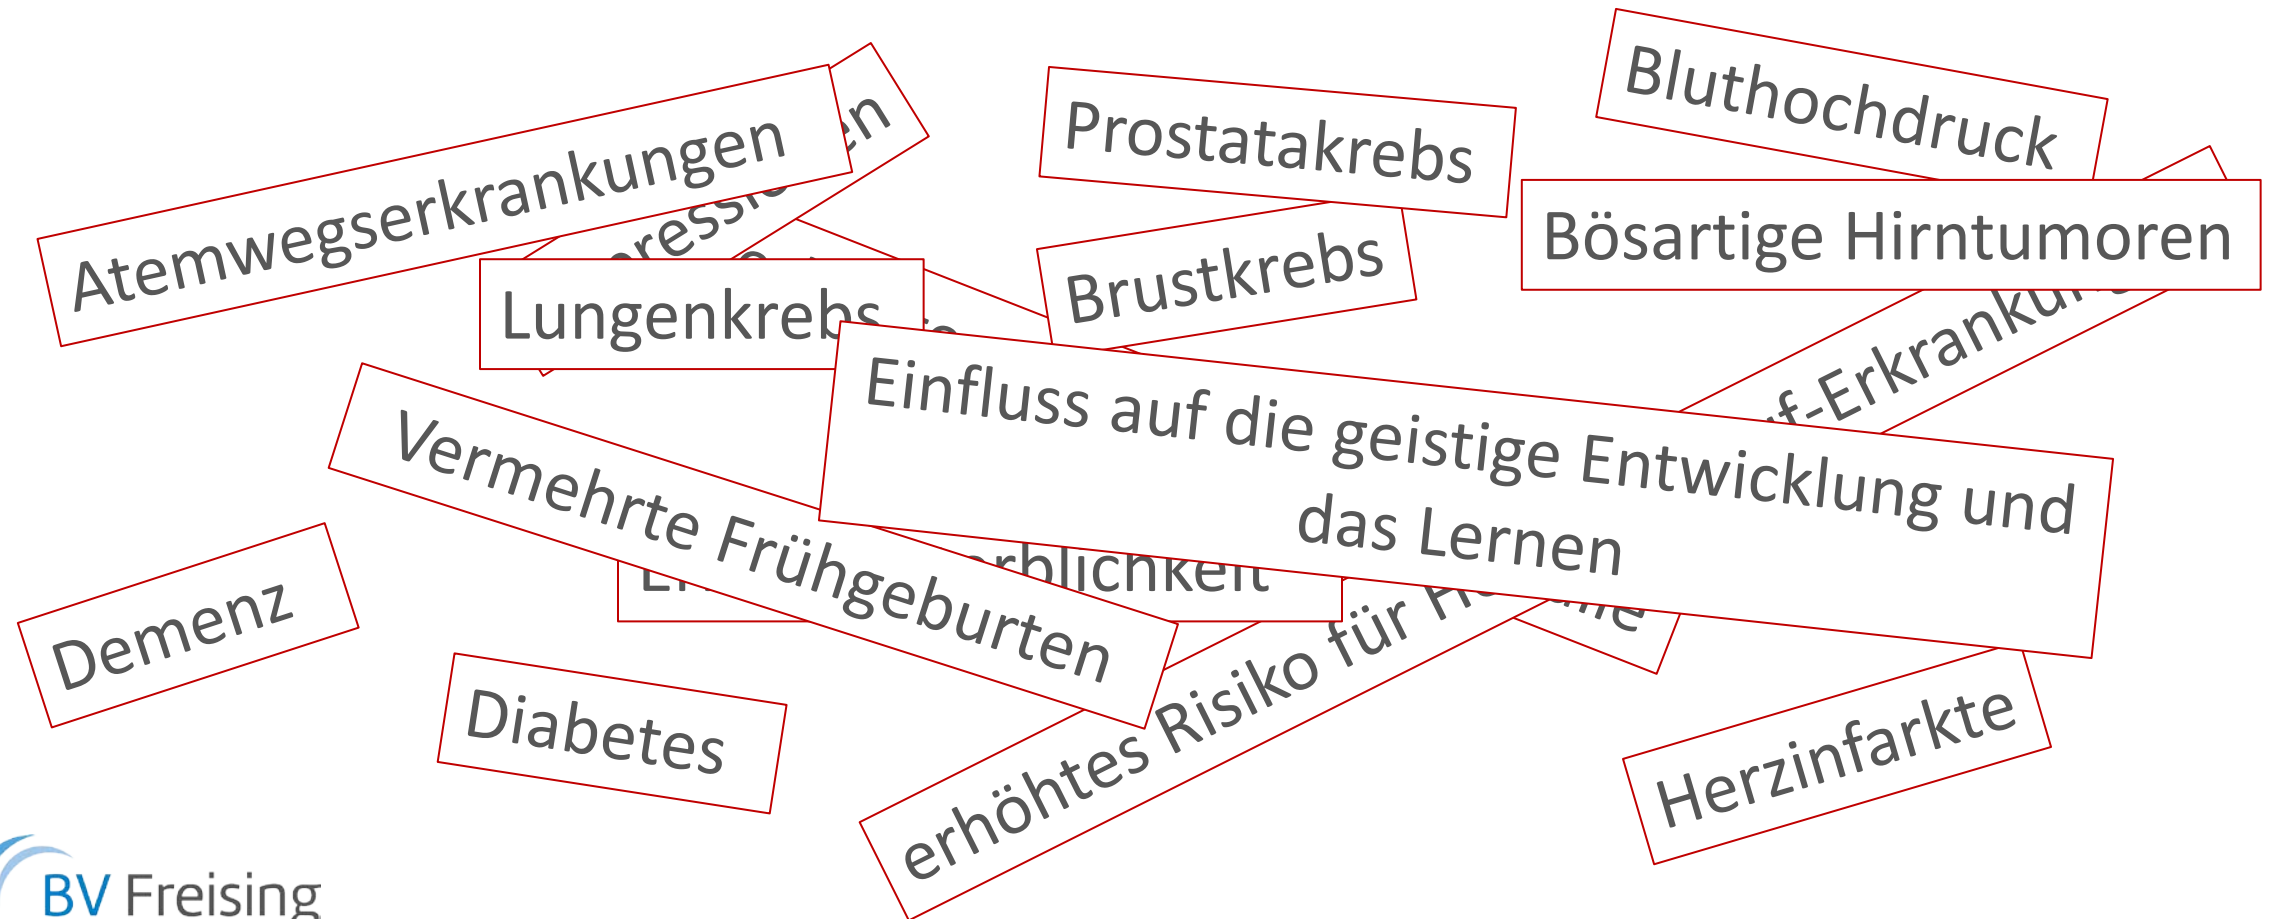 Bluthochdruck
Prostatakrebs
Atemwegserkrankungen
Bösartige Hirntumoren
Brustkrebs
Lungenkrebs
Einfluss auf die geistige Entwicklung und
das Lernen
Vermehrte Frühgeburten
erhöhtes Risiko für
Demenz
Diabetes
Herzinfarkte
BV Freising